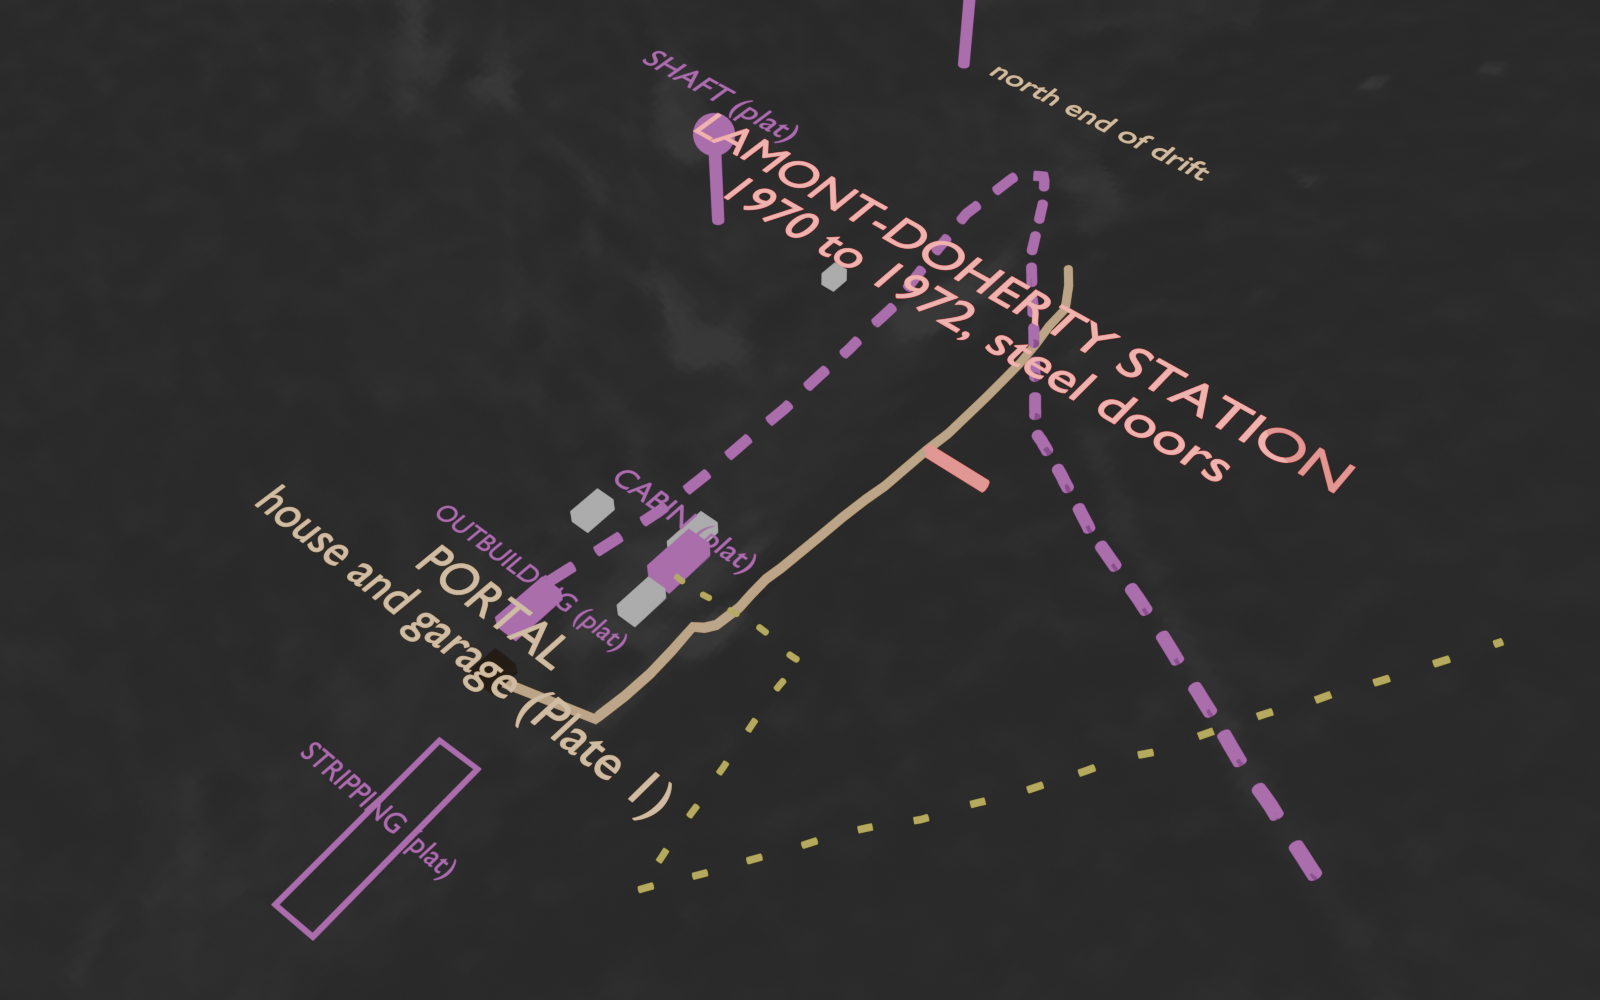 SHAFT (plat)
north end of drift
LAMONT-DOHERTY STATION
1970 to 1972, steel doors
CABIN (plat)
OUTBUILDING (plat)
PORTAL
house and garage (Plate I)
STRIPPING (plat)